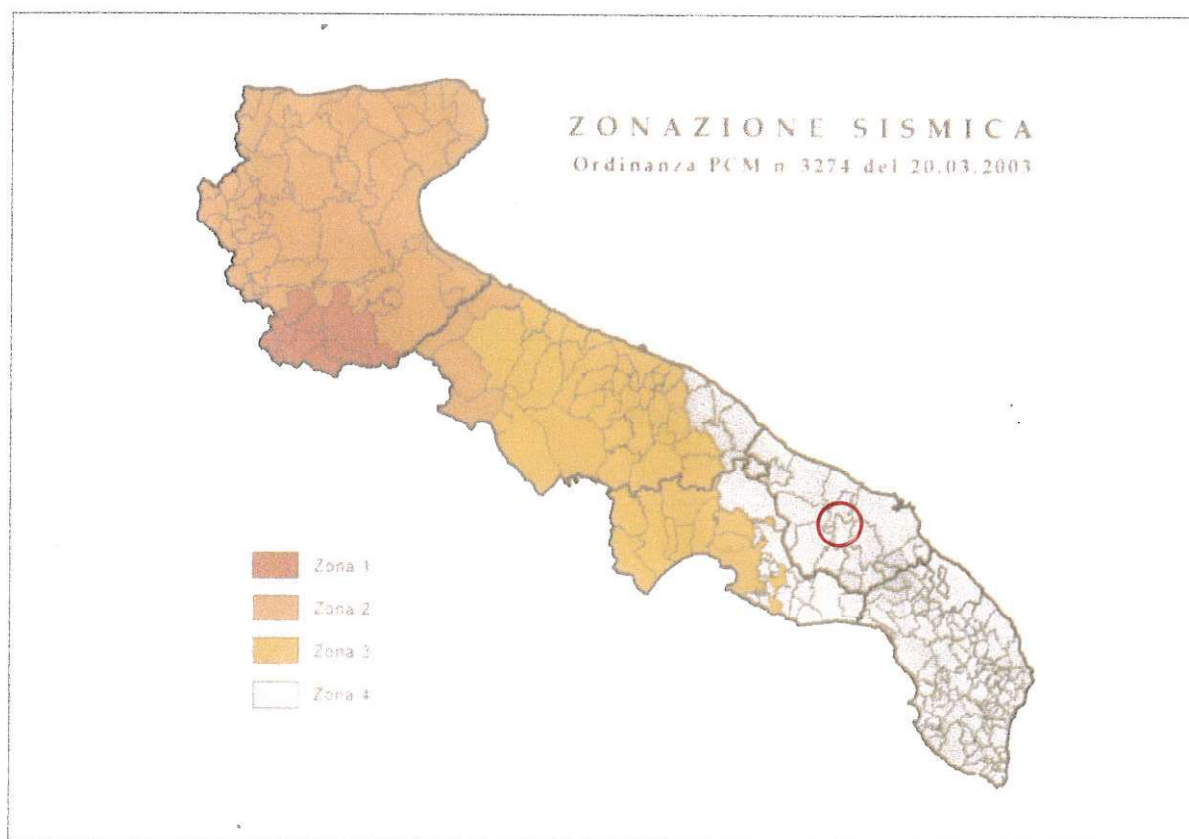 ZONAZIONE SISMICA
Ordinanza PCM n 3274 del 20.03.2003
Zona 1
Zona 2
Zona 3
Zona 4